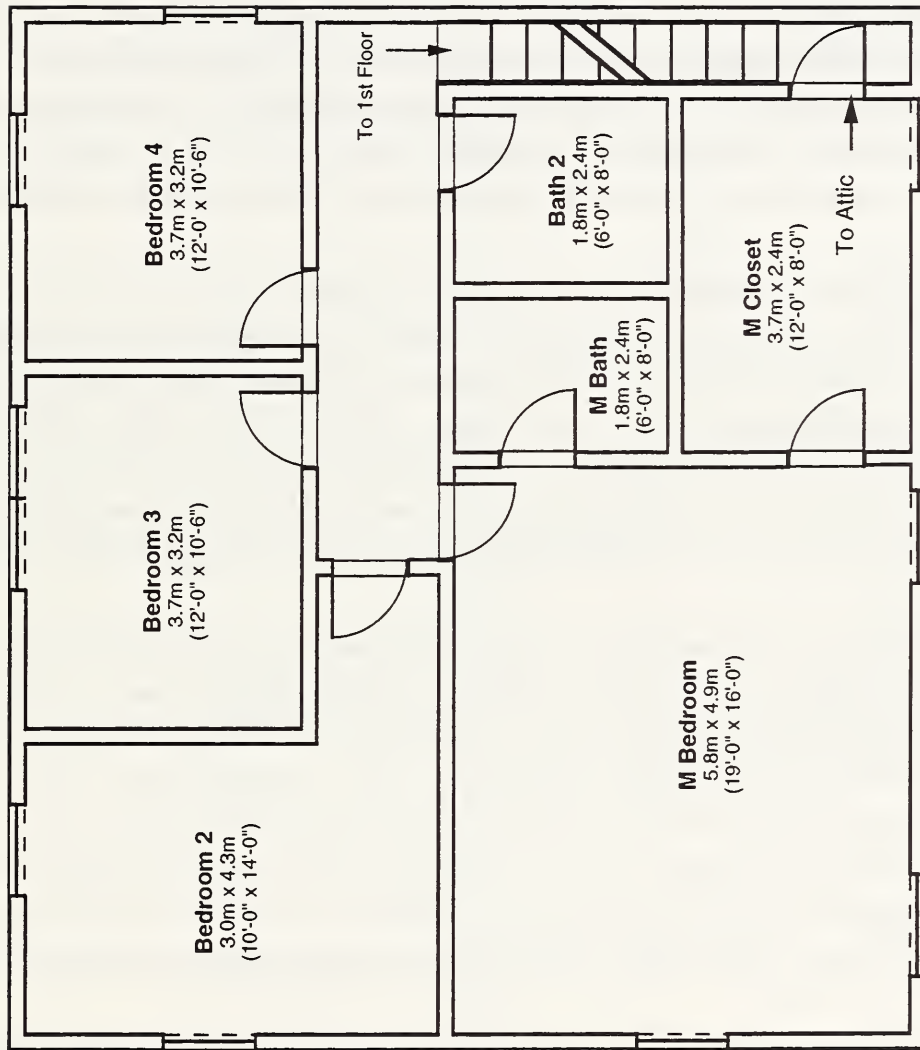 Bedroom 2
3.0m x 4.3m
(10'-0" x 14'-0")
Bedroom 3
3.7m x 3.2m
(12'-0" x 10'-6")
Bedroom 4
3.7m x 3.2m
(12'-0' x 10'-6")
To 1st Floor
M Bath
1.8m x 2.4m
(6'-0" x 8'-0")
Bath 2
1.8m x 2.4m
(6'-0" x 8'-0")
M Bedroom
5.8m x 4.9m
(19'-0" x 16'-0")
M Closet
3.7m x 2.4m
(12'-0" x 8'-0")
To Attic